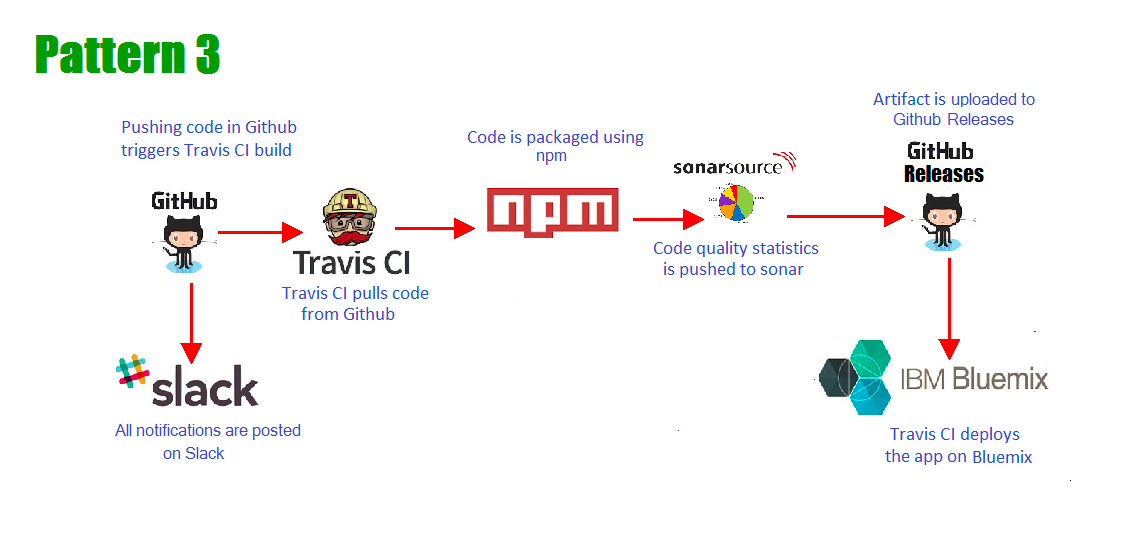 Pattern 3
Pushing code in Github
triggers Travis CI build
GitHub
Travis CI
Travis CI pulls code
from Github
slack
All notifications are posted
on Slack
Code is packaged using
npm
npm
sonarsource
Code quality statistics
is pushed to sonar
Artifact is uploaded to
Github Releases
GitHub
Releases
IBM Bluemix
Travis CI deploys
the app on Bluemix